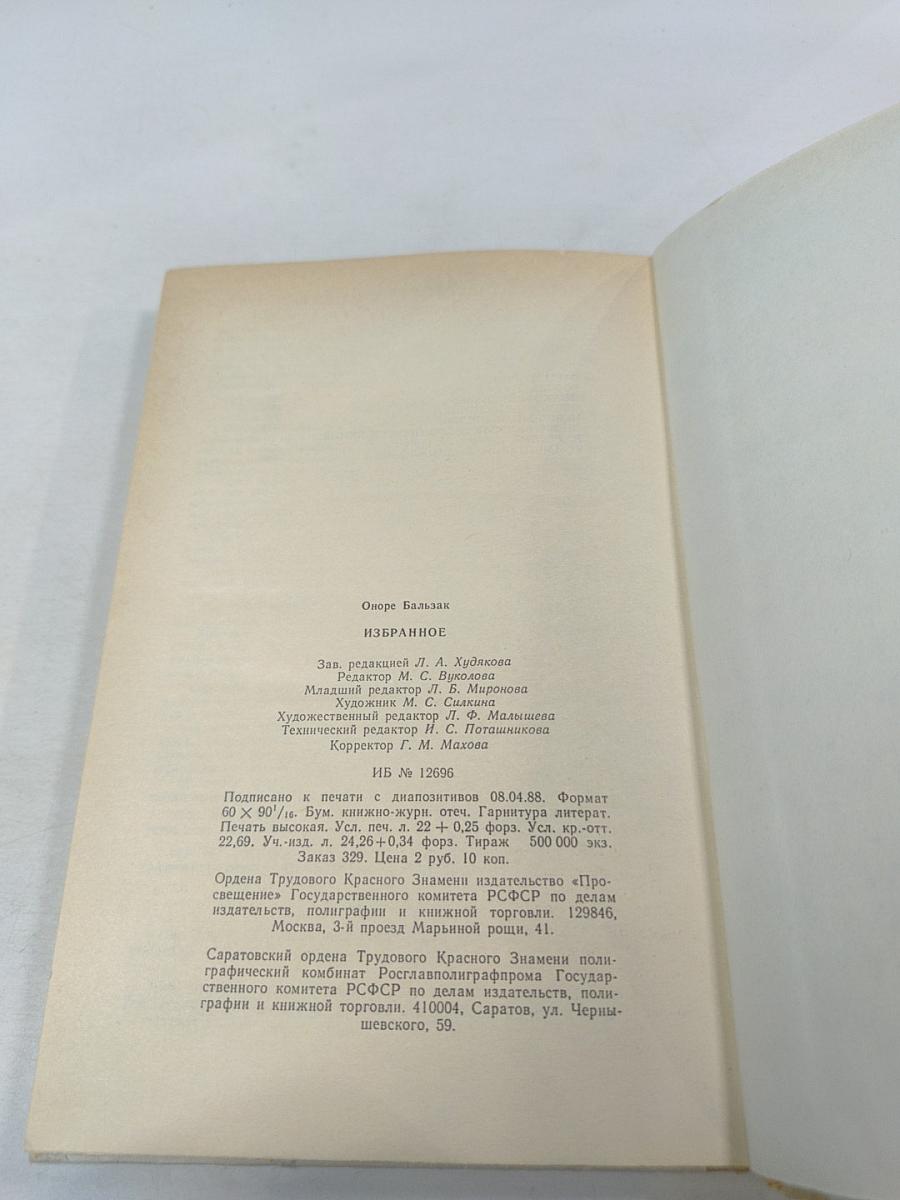 Оноре Бальзак
ИЗБРАННОЕ
Зав. редакцией Л. А. Худякова
Редактор М. С. Вуколова
Младший редактор Л. Б. Миронова
Художник М. С. Силкина
Художественный редактор Л. Ф. Малышева
Технический редактор И. С. Поташникова
Корректор Г. М. Махова
ИБ № 12696
Подписано к печати с диапозитивов 08.04.88. Формат
60 × 90¹/₁₆. Бум. книжно-журн. отеч. Гарнитура литерат.
Печать высокая. Усл. печ. л. 22 + 0,25 форз. Усл. кр.-отт.
22,69. Уч.-изд. л. 24,26+0,34 форз. Тираж 500 000 экз.
Заказ 329. Цена 2 руб. 10 коп.
Ордена Трудового Красного Знамени издательство «Про-
свещение» Государственного комитета РСФСР по делам
издательств, полиграфии и книжной торговли. 129846,
Москва, 3-й проезд Марьиной рощи, 41.
Саратовский ордена Трудового Красного Знамени поли-
графический комбинат Росглавполиграфпрома Государ-
ственного комитета РСФСР по делам издательств, поли-
графии и книжной торговли. 410004, Саратов, ул. Черны-
шевского, 59.